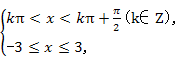 kπ < x < kπ + π/2 (k∈ Z),
−3 ≤ x ≤ 3,